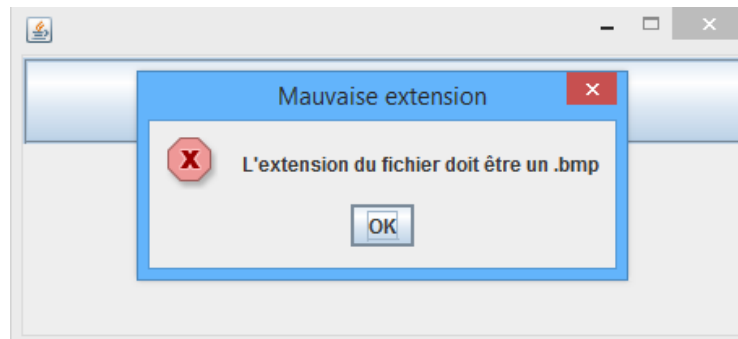 Mauvaise extension
L'extension du fichier doit être un .bmp
OK